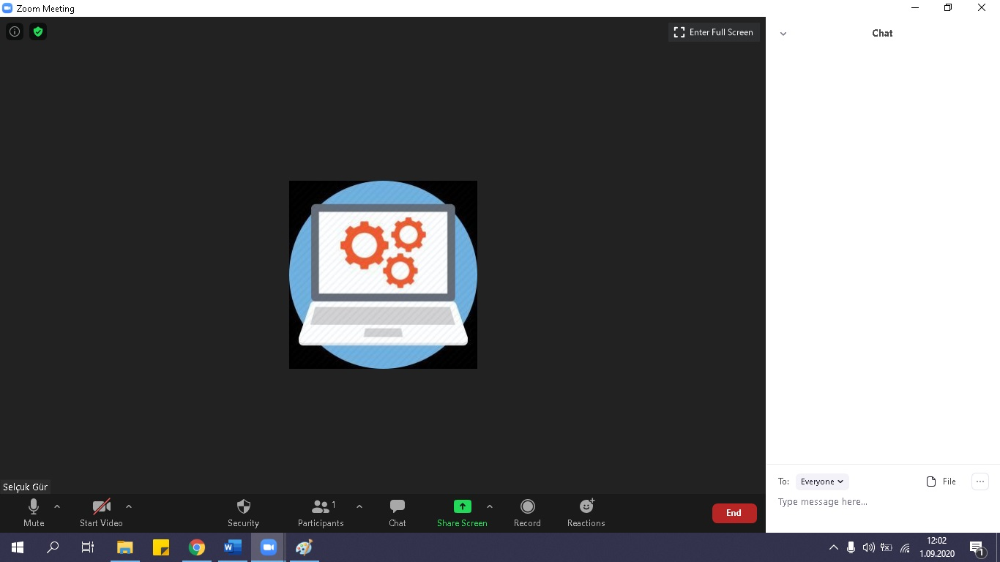 Zoom Meeting
Enter Full Screen
Chat
Selçuk Gür
To: Everyone File
Type message here...
Mute Start Video Security Participants 1 Chat Share Screen Record Reactions End
W
12:02
1.09.2020
1